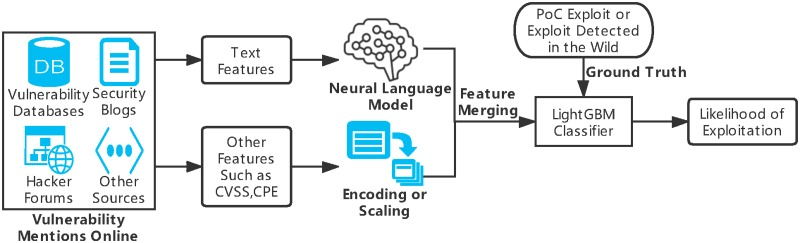 DB
Vulnerability
Databases
Security
Blogs
Hacker
Forums
Other
Sources
Vulnerability
Mentions Online
Text
Features
Other
Features
Such as
CVSS,CPE
Neural Language
Model
Encoding or
Scaling
Feature
Merging
PoC Exploit or
Exploit Detected
in the Wild
Ground Truth
LightGBM
Classifier
Likelihood of
Exploitation